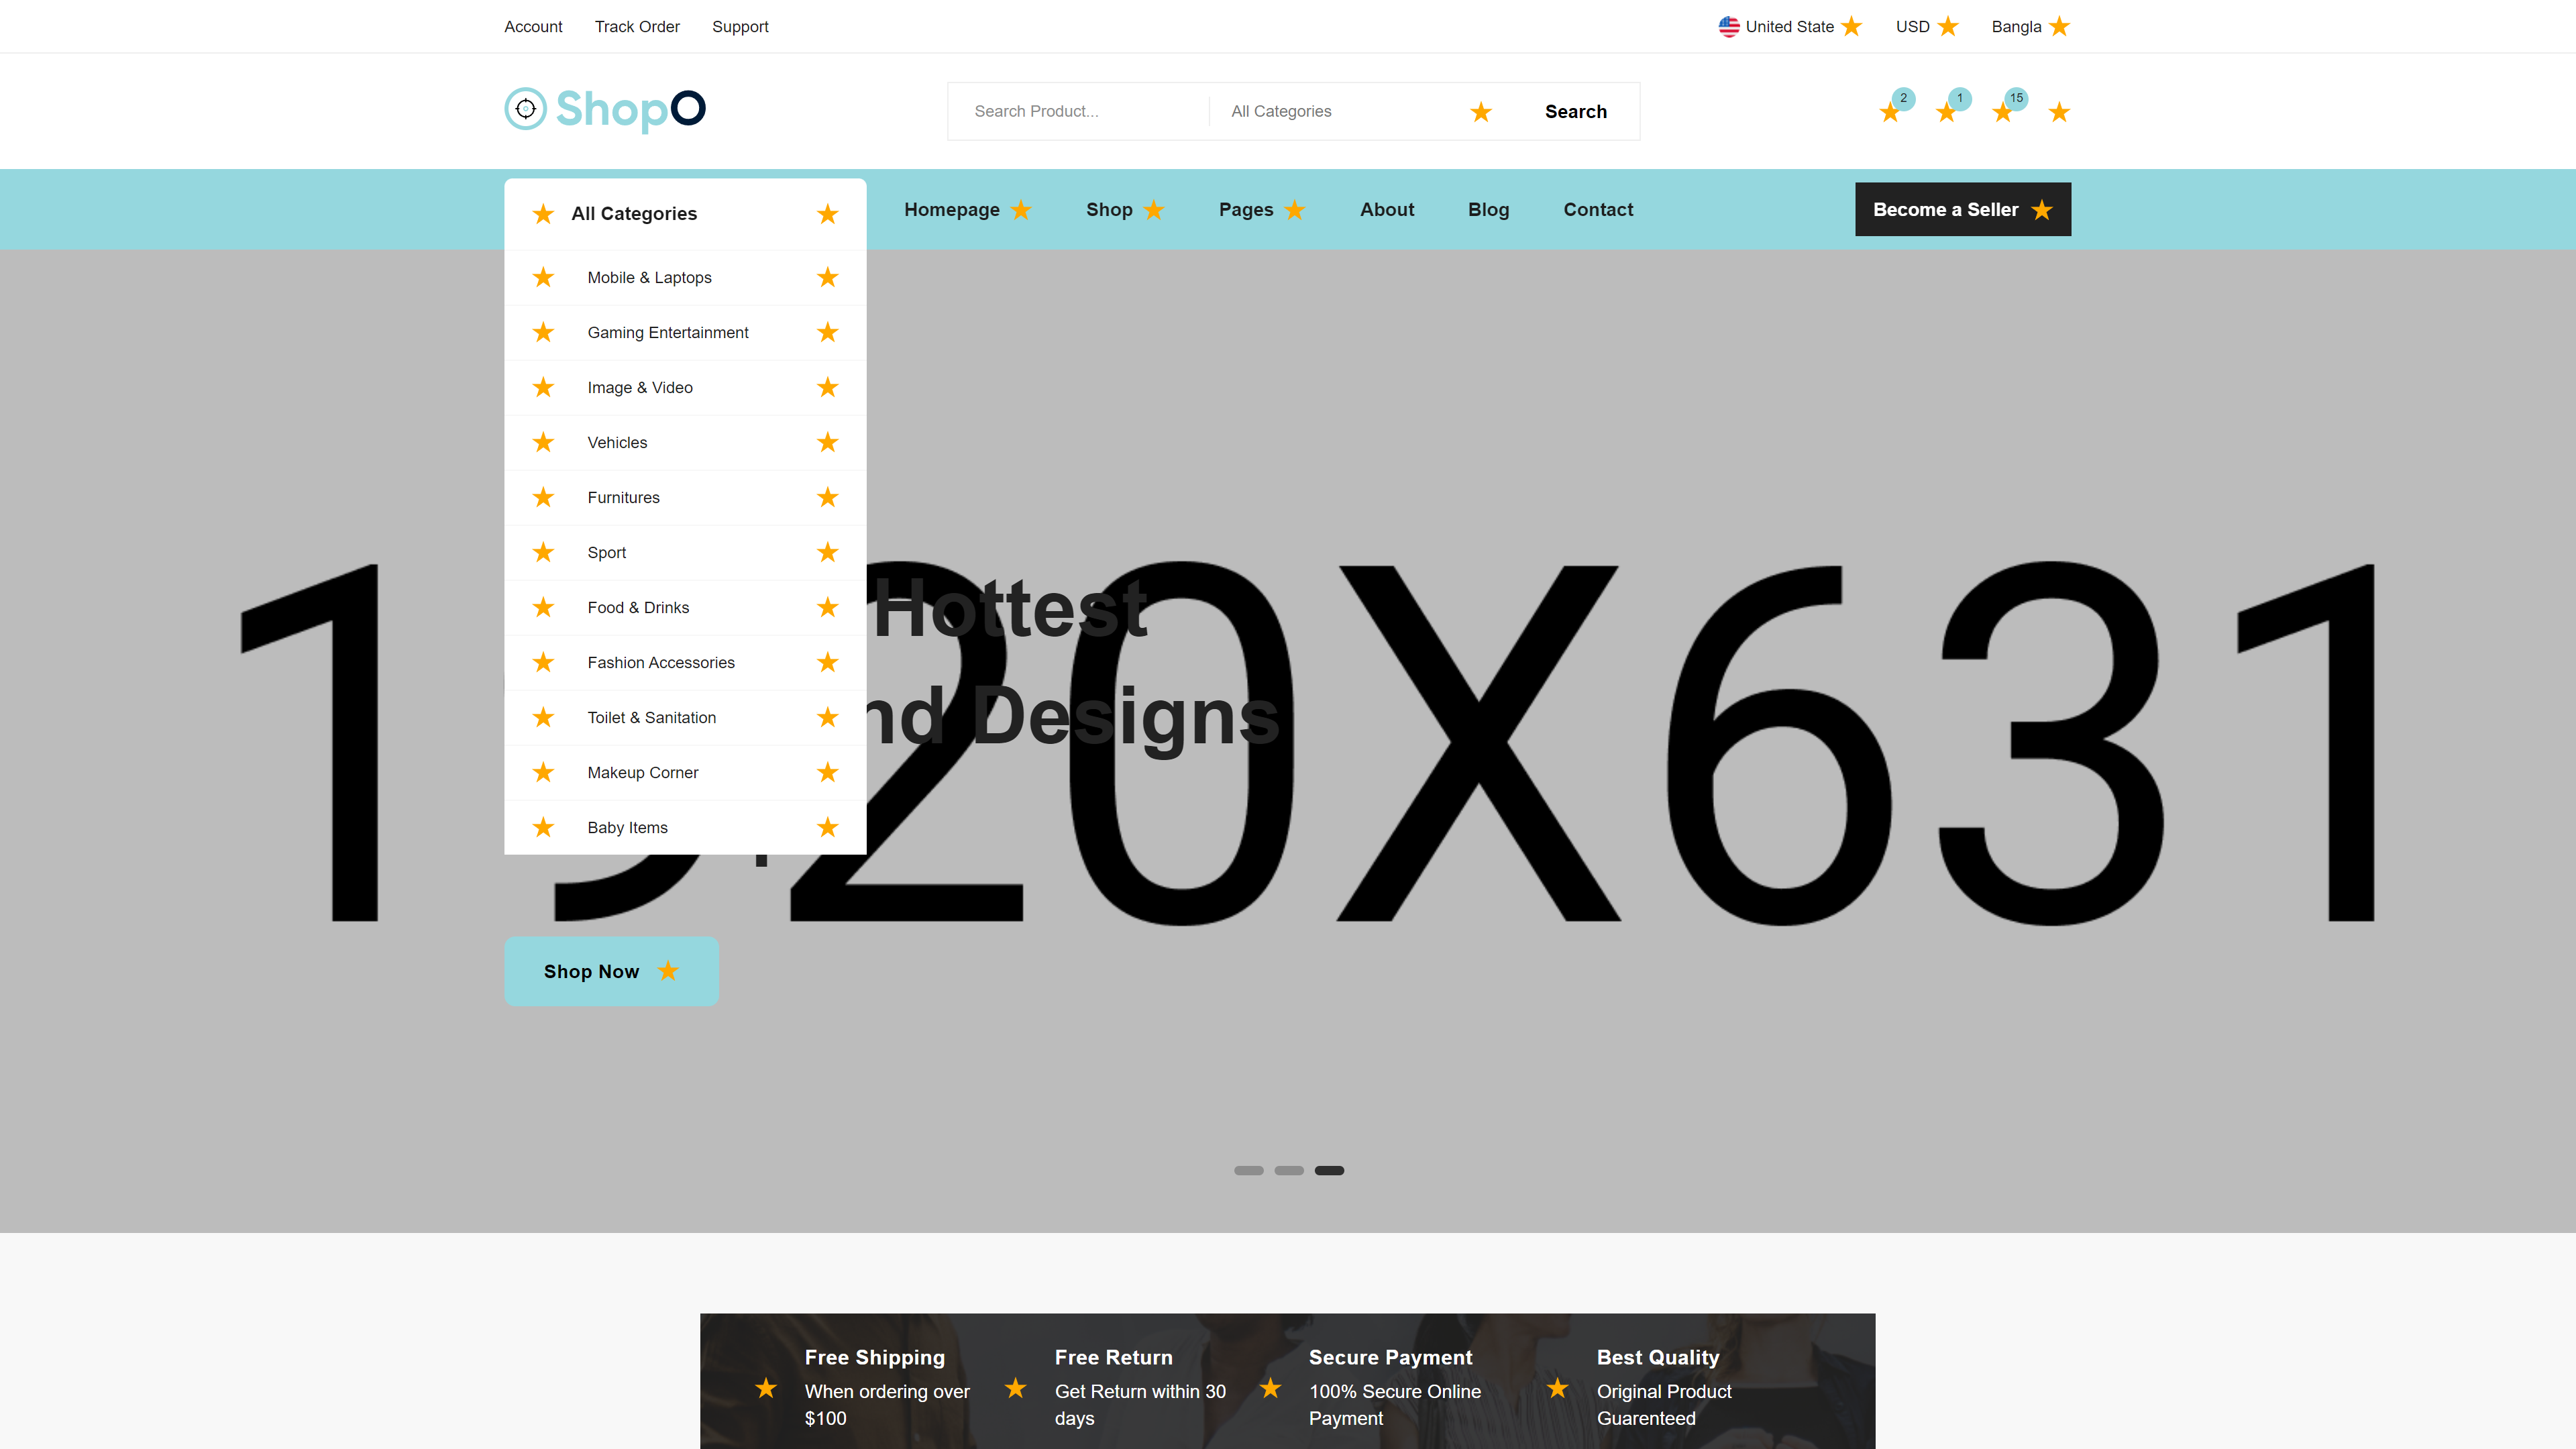 Account Track Order Support United State USD Bangla
ShopO Search Product... All Categories Search 2 1 15
All Categories Homepage Shop Pages About Blog Contact Become a Seller
Mobile & Laptops
Gaming Entertainment
Image & Video
Vehicles
Furnitures
Sport
Food & Drinks
Fashion Accessories
Toilet & Sanitation
Makeup Corner
Baby Items
Hottest
Designs
20X631
Shop Now
Free Shipping Free Return Secure Payment Best Quality
When ordering over Get Return within 30 100% Secure Online Original Product
$100 days Payment Guarenteed